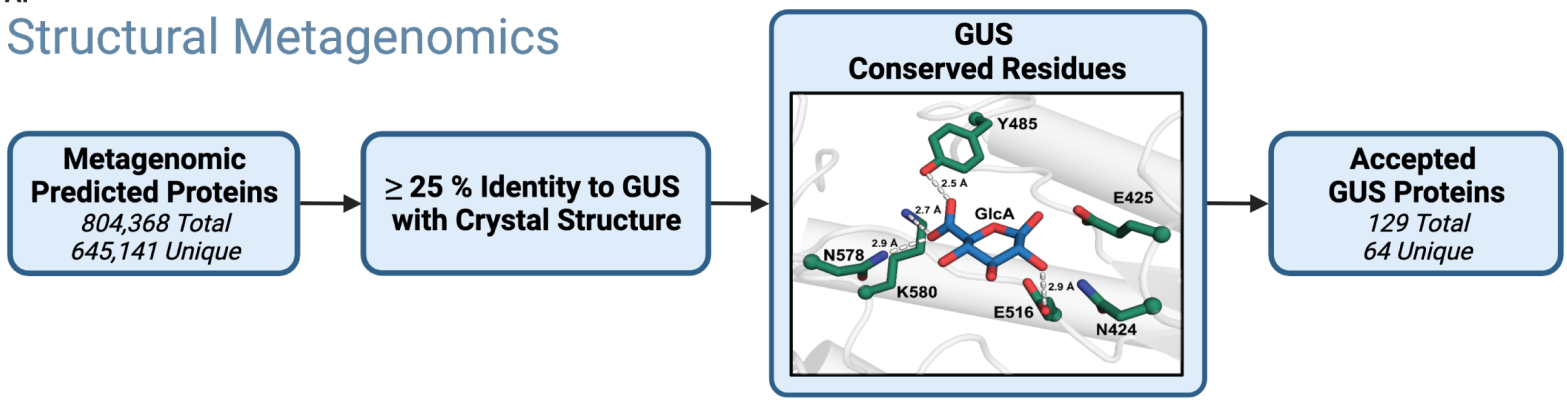 Structural Metagenomics
Metagenomic
Predicted Proteins
804,368 Total
645,141 Unique
≥ 25 % Identity to GUS
with Crystal Structure
GUS
Conserved Residues
Y485
2.5 Å
E425
2.7 Å
GlcA
2.9 Å
N578
K580
2.9 Å
E516
N424
Accepted
GUS Proteins
129 Total
64 Unique